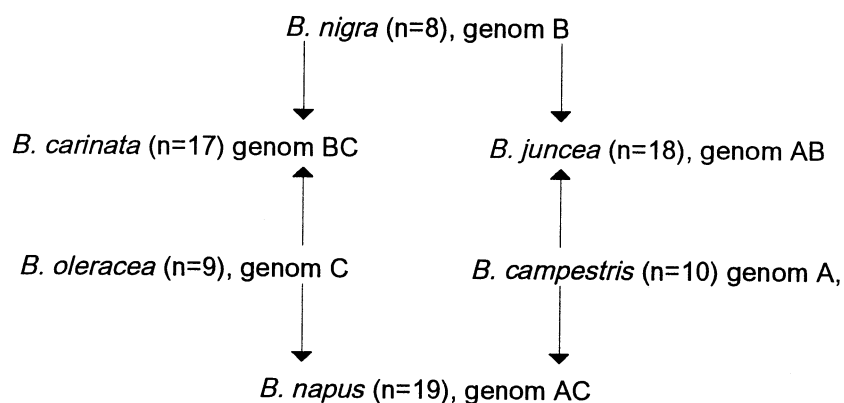 B. nigra (n=8), genom B
B. carinata (n=17) genom BC
B. juncea (n=18), genom AB
B. oleracea (n=9), genom C
B. campestris (n=10) genom A,
B. napus (n=19), genom AC